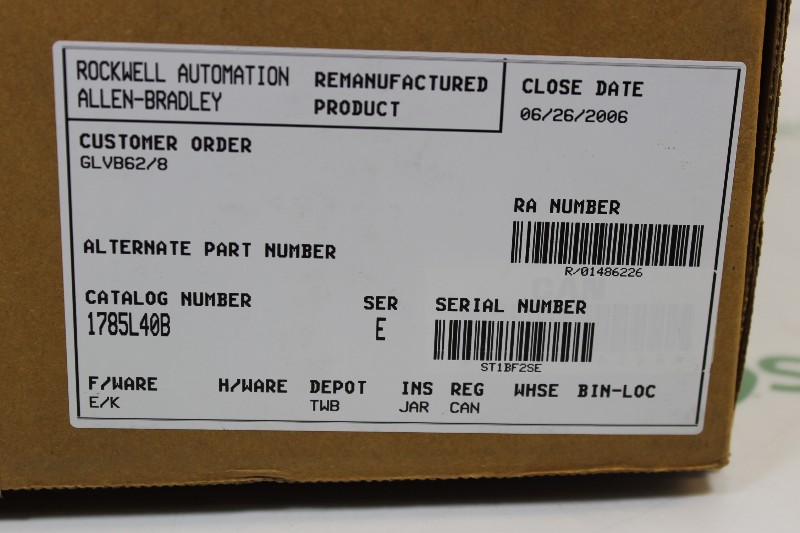 ROCKWELL AUTOMATION
ALLEN-BRADLEY
REMANUFACTURED
PRODUCT
CLOSE DATE
06/26/2006
CUSTOMER ORDER
GLVB62/8
RA NUMBER
R/01486226
ALTERNATE PART NUMBER
CATALOG NUMBER
1785L40B
SER
E
SERIAL NUMBER
ST1BF2SE
F/WARE H/WARE DEPOT INS REG WHSE BIN-LOC
E/K TWB JAR CAN